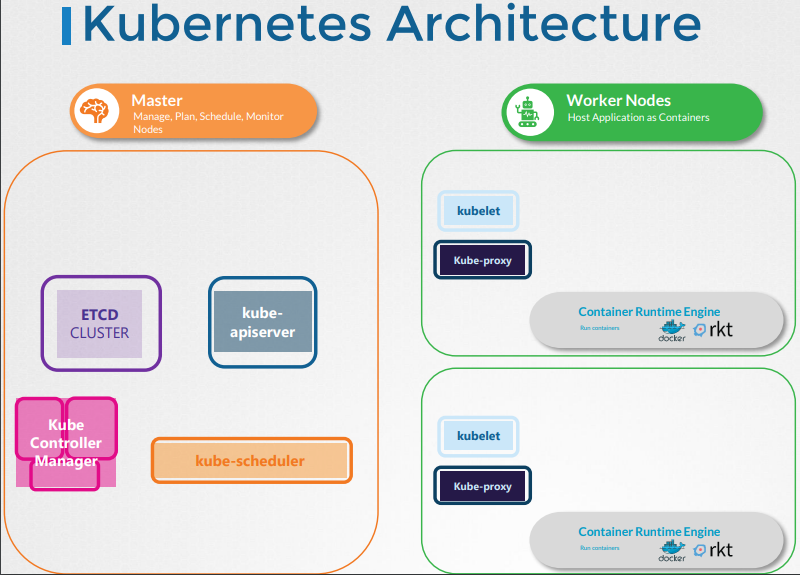 Kubernetes Architecture
Master
Manage, Plan, Schedule, Monitor
Nodes
Worker Nodes
Host Application as Containers
ETCD
CLUSTER
kube-
apiserver
Kube
Controller
Manager
kube-scheduler
kubelet
Kube-proxy
Container Runtime Engine
Run containers
docker
rkt
kubelet
Kube-proxy
Container Runtime Engine
Run containers
docker
rkt